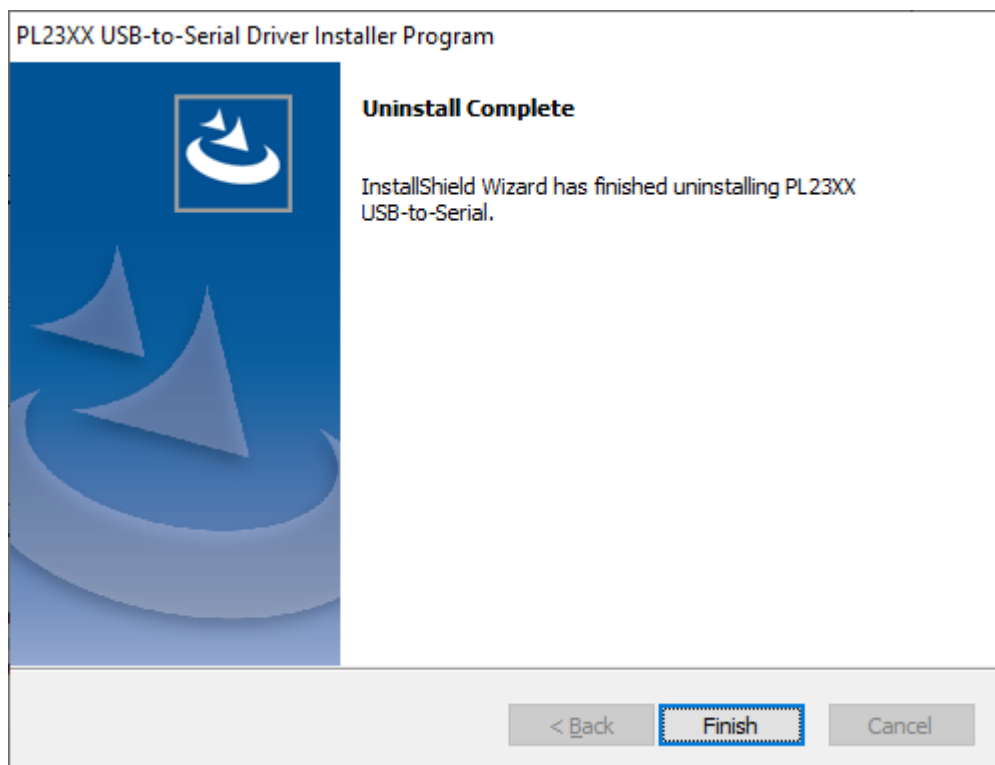 PL23XX USB-to-Serial Driver Installer Program
Uninstall Complete
InstallShield Wizard has finished uninstalling PL23XX
USB-to-Serial.
< Back
Finish
Cancel